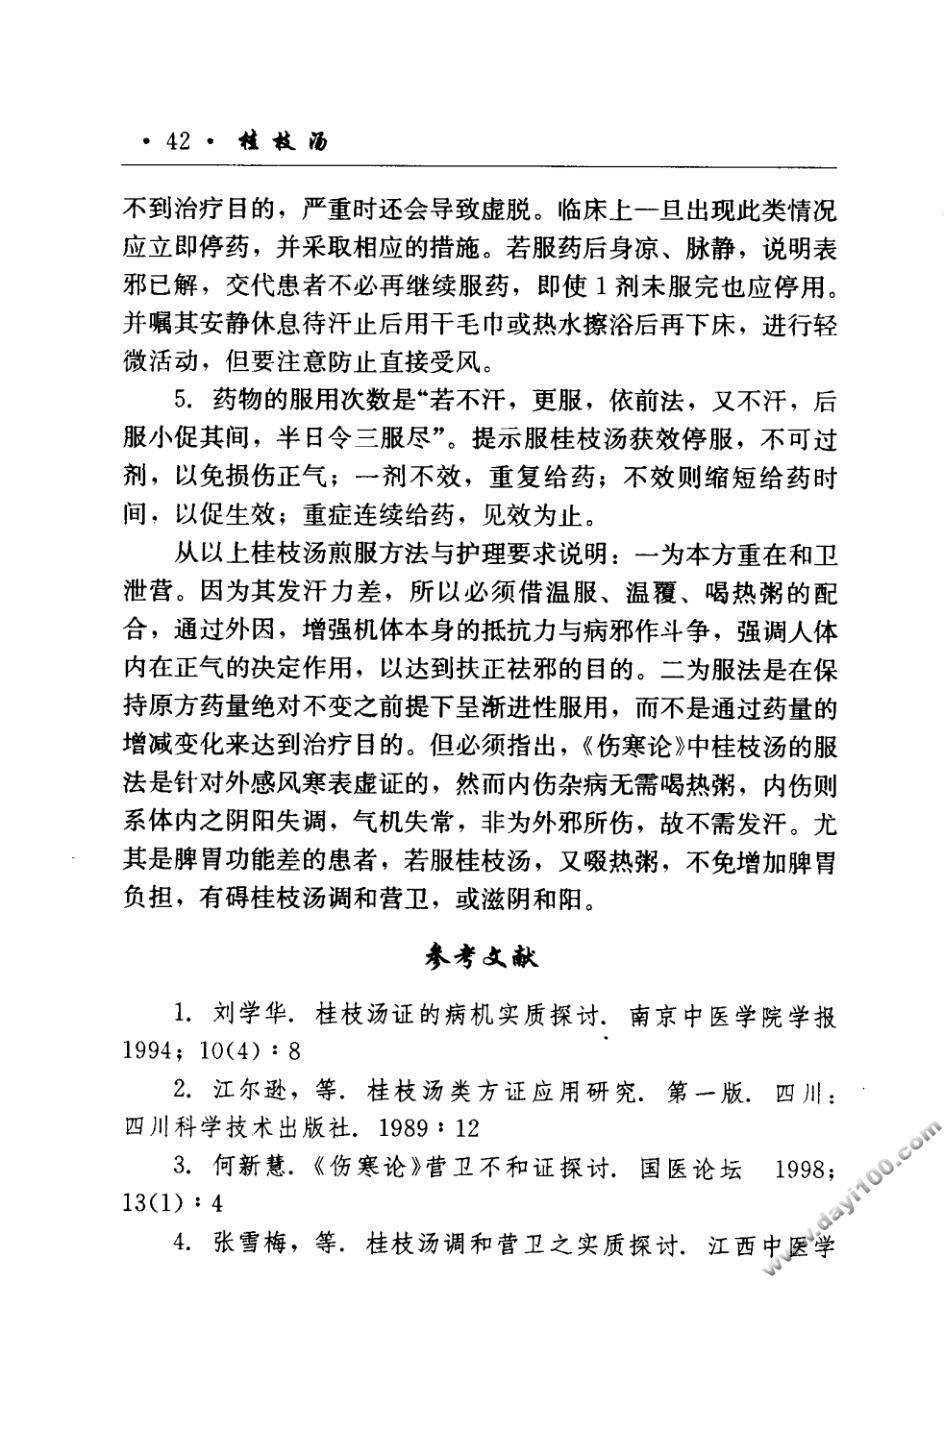 · 42 · 桂枝汤
不到治疗目的，严重时还会导致虚脱。临床上一旦出现此类情况
应立即停药，并采取相应的措施。若服药后身凉、脉静，说明表
邪已解，交代患者不必再继续服药，即使1剂未服完也应停用。
并嘱其安静休息待汗止后用干毛巾或热水擦浴后再下床，进行轻
微活动，但要注意防止直接受风。
5. 药物的服用次数是“若不汗，更服，依前法，又不汗，后
服小促其间，半日令三服尽”。提示服桂枝汤获效停服，不可过
剂，以免损伤正气；一剂不效，重复给药；不效则缩短给药时
间，以促生效；重症连续给药，见效为止。
从以上桂枝汤煎服方法与护理要求说明：一为本方重在和卫
泄营。因为其发汗力差，所以必须借温服、温覆、喝热粥的配
合，通过外因，增强机体本身的抵抗力与病邪作斗争，强调人体
内在正气的决定作用，以达到扶正祛邪的目的。二为服法是在保
持原方药量绝对不变之前提下呈渐进性服用，而不是通过药量的
增减变化来达到治疗目的。但必须指出，《伤寒论》中桂枝汤的服
法是针对外感风寒表虚证的，然而内伤杂病无需喝热粥，内伤则
系体内之阴阳失调，气机失常，非为外邪所伤，故不需发汗。尤
其是脾胃功能差的患者，若服桂枝汤，又啜热粥，不免增加脾胃
负担，有碍桂枝汤调和营卫，或滋阴和阳。
参考文献
1. 刘学华. 桂枝汤证的病机实质探讨. 南京中医学院学报
1994；10(4)：8
2. 江尔逊，等. 桂枝汤类方证应用研究. 第一版. 四川：
四川科学技术出版社. 1989：12
3. 何新慧.《伤寒论》营卫不和证探讨. 国医论坛 1998；
13(1)：4
4. 张雪梅，等. 桂枝汤调和营卫之实质探讨. 江西中医学
www.dayi100.com